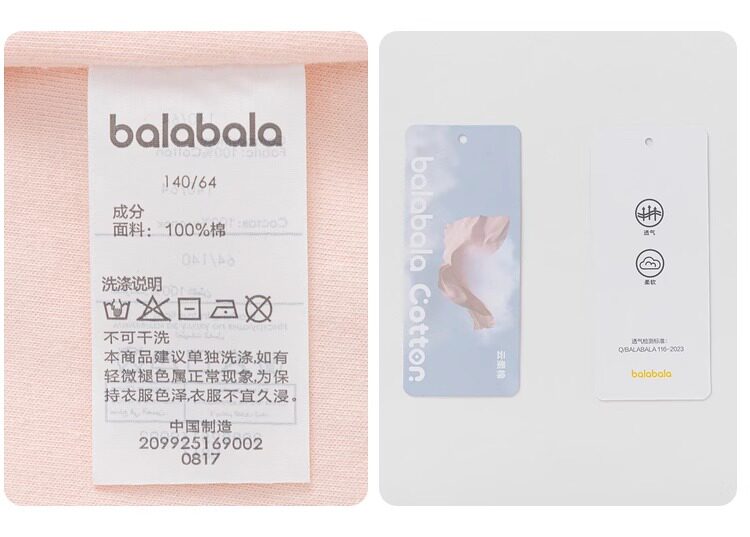 balabala
140/64
成分
面料：100%棉
洗涤说明
不可干洗
本商品建议单独洗涤,如有
轻微褪色属正常现象,为保
持衣服色泽,衣服不宜久浸。
中国制造
209925169002
0817
balabala Cotton
透气
柔软
透气检测标准：
Q/BALABALA 116-2023
balabala